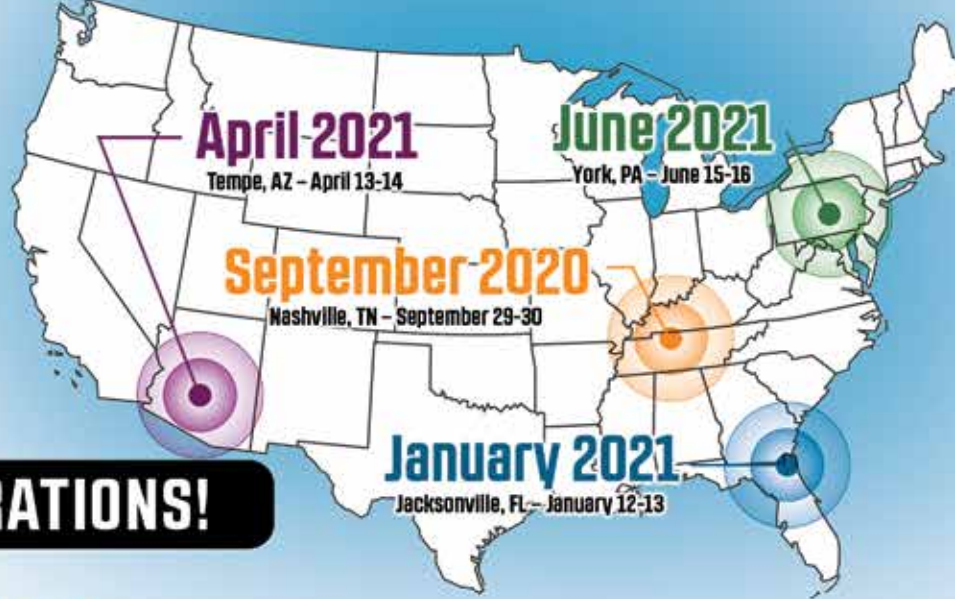 April 2021
Tempe, AZ – April 13-14
June 2021
York, PA – June 15-16
September 2020
Nashville, TN – September 29-30
January 2021
Jacksonville, FL – January 12-13
RATIONS!